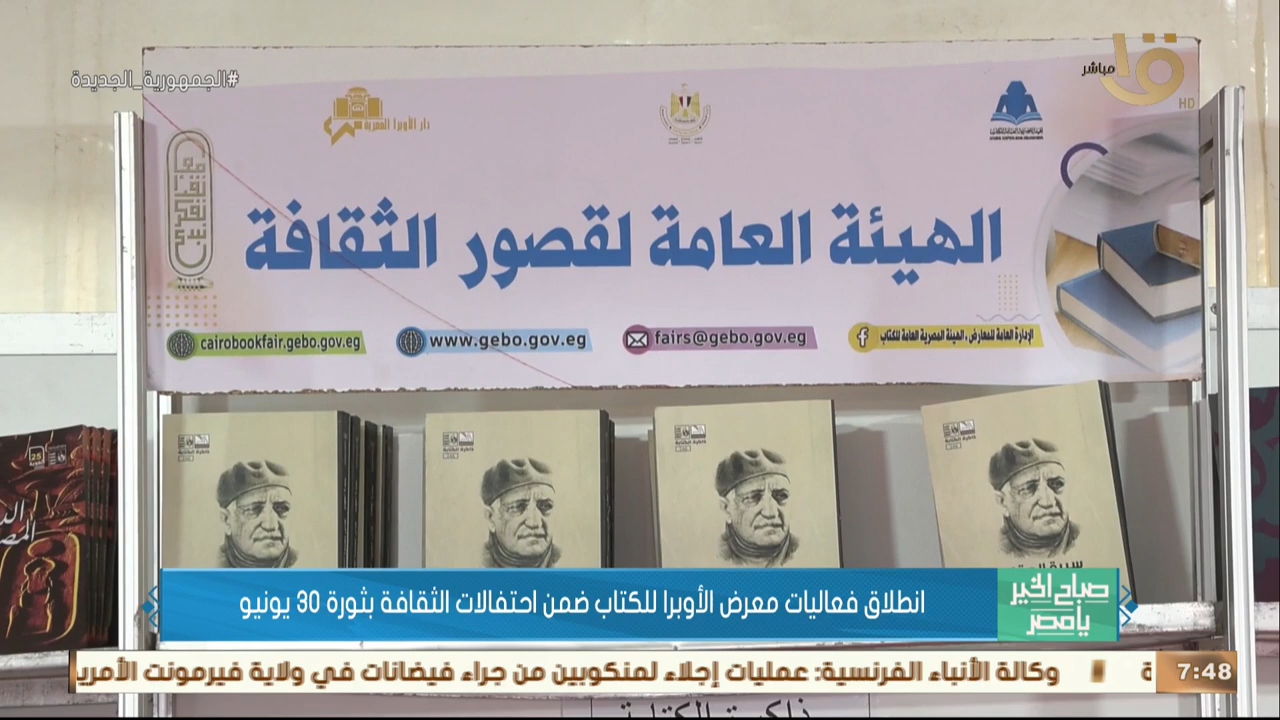 #الجمهورية_الجديدة
مباشر
HD
دار الأوبرا المصرية
الهيئة العامة لقصور الثقافة
الإدارة العامة للمعارض . الهيئة المصرية العامة للكتاب
fairs@gebo.gov.eg
www.gebo.gov.eg
cairobookfair.gebo.gov.eg
25
صباح الخير
يا مصر
انطلاق فعاليات معرض الأوبرا للكتاب ضمن احتفالات الثقافة بثورة 30 يونيو
7:48
وكالة الأنباء الفرنسية: عمليات إجلاء لمنكوبين من جراء فيضانات في ولاية فيرمونت الأمري
ذاكرة الكتابة